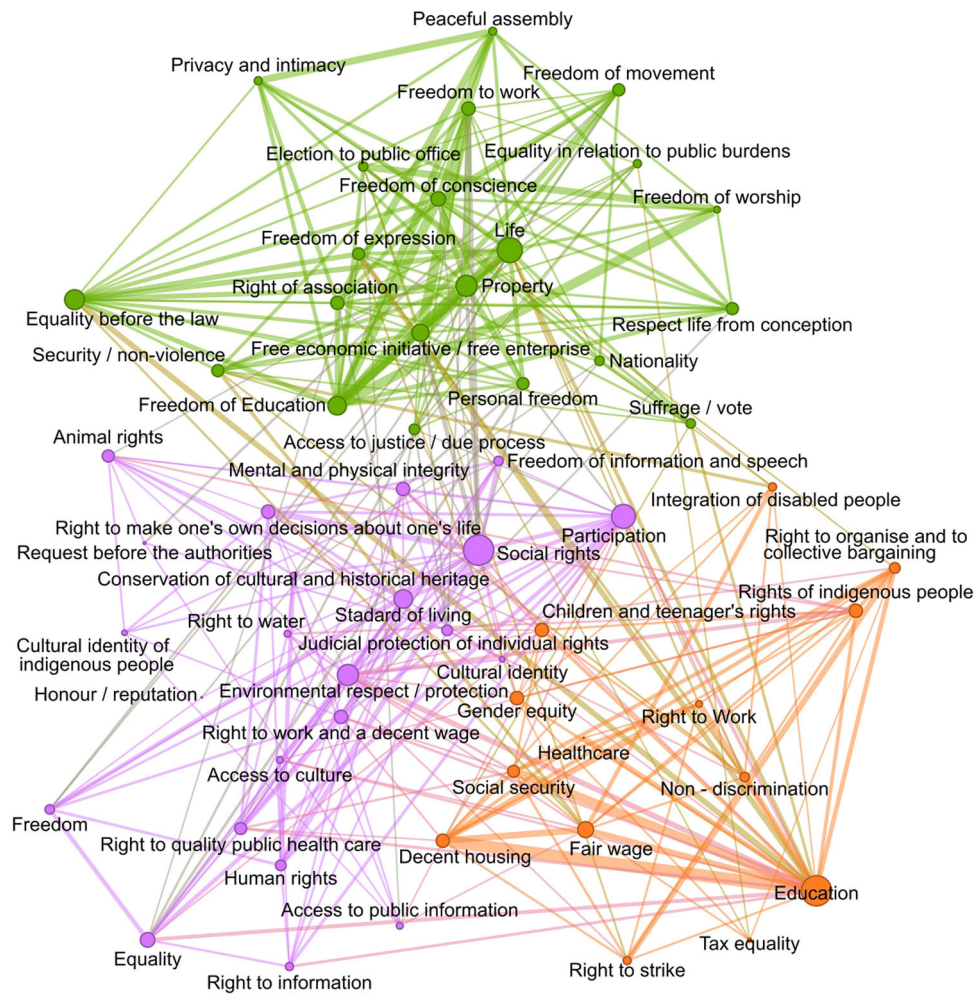 Peaceful assembly
Privacy and intimacy
Freedom of movement
Freedom to work
Election to public office
Equality in relation to public burdens
Freedom of conscience
Freedom of worship
Life
Freedom of expression
Right of association
Property
Equality before the law
Respect life from conception
Security / non-violence
Free economic initiative / free enterprise
Nationality
Freedom of Education
Personal freedom
Suffrage / vote
Animal rights
Access to justice / due process
Mental and physical integrity
Freedom of information and speech
Integration of disabled people
Right to make one's own decisions about one's life
Participation
Right to organise and to
collective bargaining
Request before the authorities
Social rights
Conservation of cultural and historical heritage
Rights of indigenous people
Right to water
Stadard of living
Children and teenager's rights
Cultural identity of
indigenous people
Judicial protection of individual rights
Cultural identity
Honour / reputation
Environmental respect / protection
Gender equity
Right to Work
Right to work and a decent wage
Healthcare
Access to culture
Social security
Non - discrimination
Freedom
Right to quality public health care
Decent housing
Fair wage
Human rights
Education
Access to public information
Equality
Tax equality
Right to information
Right to strike